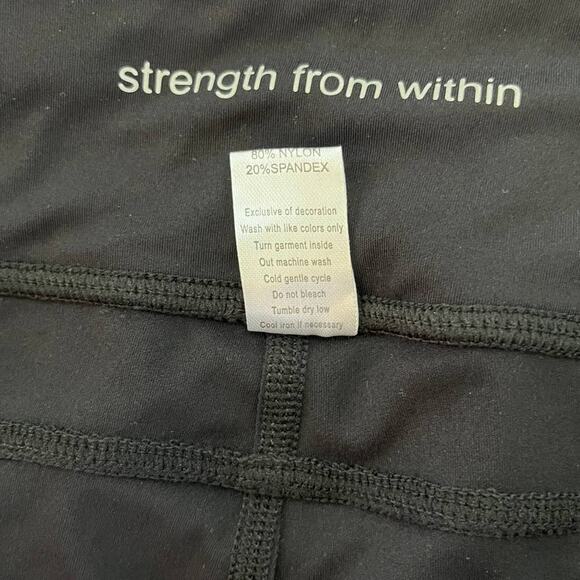 strength from within
80% NYLON
20%SPANDEX
Exclusive of decoration
Wash with like colors only
Turn garment inside
Out machine wash
Cold gentle cycle
Do not bleach
Tumble dry low
Cool iron if necessary